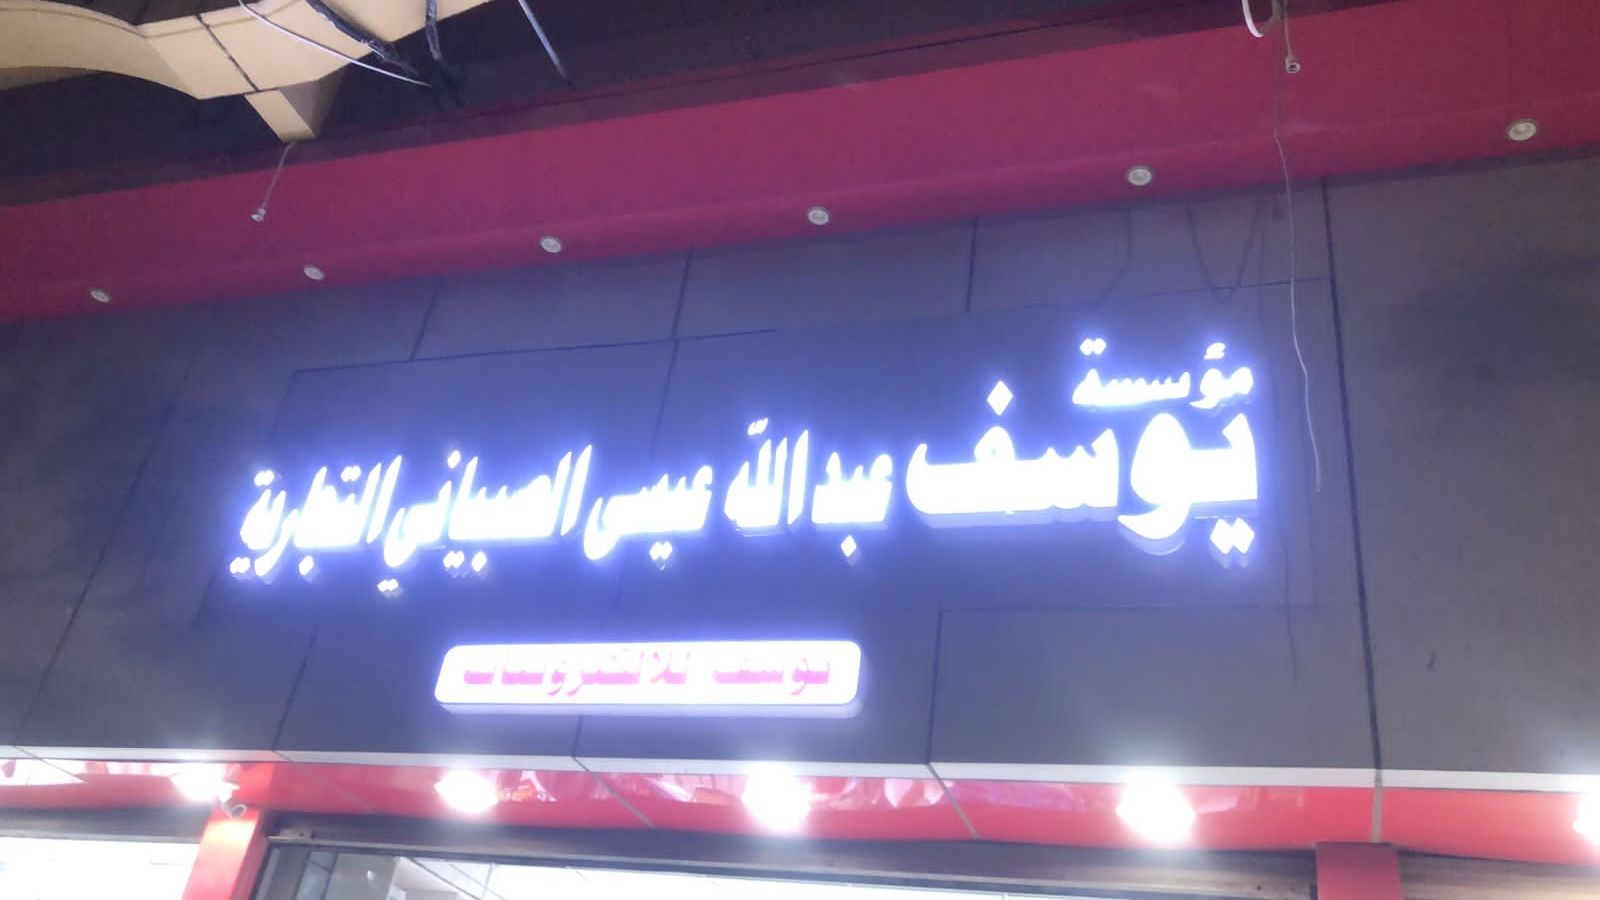 مؤسسة
يوسف عبدالله عيسى الصبياني التجارية
يوسف للالكترونيات